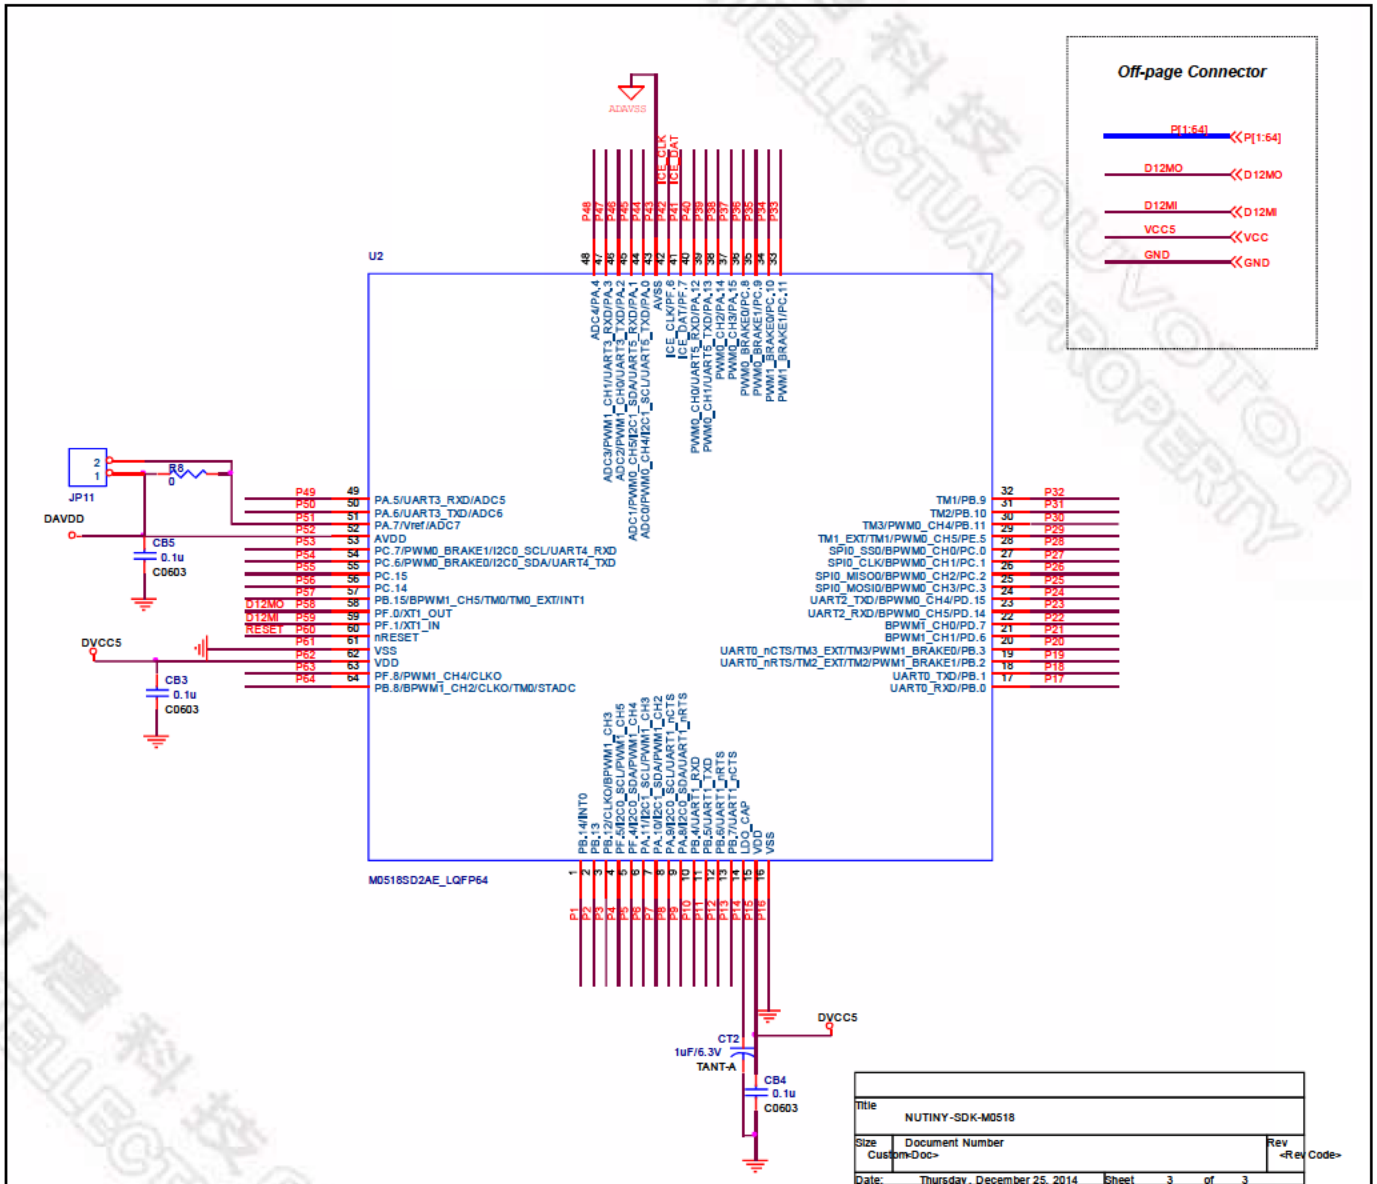 Off-page Connector
P[1:64]
P[1:64]
D12MO
D12MO
D12MI
D12MI
VCC5
VCC
GND
GND
ADAVSS
ICE_CLK
ICE_DAT
P48
P47
P46
P45
P44
P43
P42
P41
P40
P39
P38
P37
P36
P35
P34
P33
U2
48
47
46
45
44
43
42
41
40
39
38
37
36
35
34
33
ADC4/PA.4
ADC3/PWM1_CH1/UART3_RXD/PA.3
ADC2/PWM1_CH0/UART3_TXD/PA.2
ADC1/PWM0_CH5/I2C1_SDA/UART5_RXD/PA.1
ADC0/PWM0_CH4/I2C1_SCL/UART5_TXD/PA.0
AVSS
ICE_CLK/PF.6
ICE_DAT/PF.7
PWM0_CH0/UART5_RXD/PA.12
PWM0_CH1/UART5_TXD/PA.13
PWM0_CH2/PA.14
PWM0_CH3/PA.15
PWM0_BRAKE0/PC.8
PWM0_BRAKE1/PC.9
PWM1_BRAKE0/PC.10
PWM1_BRAKE1/PC.11
2
1
JP11
R8
0
DAVDD
CB5
0.1u
C0603
DVCC5
CB3
0.1u
C0603
P49 49 PA.5/UART3_RXD/ADC5
P50 50 PA.6/UART3_TXD/ADC6
P51 51 PA.7/Vref/ADC7
P52 52 AVDD
P53 53 PC.7/PWM0_BRAKE1/I2C0_SCL/UART4_RXD
P54 54 PC.6/PWM0_BRAKE0/I2C0_SDA/UART4_TXD
P55 55 PC.15
P56 56 PC.14
P57 57 PB.15/BPWM1_CH5/TM0/TM0_EXT/INT1
D12MO P58 58 PF.0/XT1_OUT
D12MI P59 59 PF.1/XT1_IN
RESET P60 60 nRESET
P61 61 VSS
P62 62 VDD
P63 63 PF.8/PWM1_CH4/CLKO
P64 64 PB.8/BPWM1_CH2/CLKO/TM0/STADC
TM1/PB.9 32 P32
TM2/PB.10 31 P31
TM3/PWM0_CH4/PB.11 30 P30
TM1_EXT/TM1/PWM0_CH5/PE.5 29 P29
SPI0_SS0/BPWM0_CH0/PC.0 28 P28
SPI0_CLK/BPWM0_CH1/PC.1 27 P27
SPI0_MISO0/BPWM0_CH2/PC.2 26 P26
SPI0_MOSI0/BPWM0_CH3/PC.3 25 P25
UART2_TXD/BPWM0_CH4/PD.15 24 P24
UART2_RXD/BPWM0_CH5/PD.14 23 P23
BPWM1_CH0/PD.7 22 P22
BPWM1_CH1/PD.6 21 P21
UART0_nCTS/TM3_EXT/TM3/PWM1_BRAKE0/PB.3 20 P20
UART0_nRTS/TM2_EXT/TM2/PWM1_BRAKE1/PB.2 19 P19
UART0_TXD/PB.1 18 P18
UART0_RXD/PB.0 17 P17
PB.14/INT0
PB.13
PB.12/CLKO/BPWM1_CH3
PF.5/I2C0_SCL/PWM1_CH5
PF.4/I2C0_SDA/PWM1_CH4
PA.11/I2C1_SCL/PWM1_CH3
PA.10/I2C1_SDA/PWM1_CH2
PA.9/I2C0_SCL/UART1_nCTS
PA.8/I2C0_SDA/UART1_nRTS
PB.4/UART1_RXD
PB.5/UART1_TXD
PB.6/UART1_nRTS
PB.7/UART1_nCTS
LDO_CAP
VDD
VSS
M0518SD2AE_LQFP64
1
2
3
4
5
6
7
8
9
10
11
12
13
14
15
16
P1
P2
P3
P4
P5
P6
P7
P8
P9
P10
P11
P12
P13
P14
P15
P16
DVCC5
CT2
1uF/6.3V
TANT-A
CB4
0.1u
C0603
Title
NUTINY-SDK-M0518
Size Document Number Rev
Custom <Doc> <RevCode>
Date: Thursday, December 25, 2014 Sheet 3 of 3
科技 nuvoTon
INTELLECTUAL PROPERTY
科技